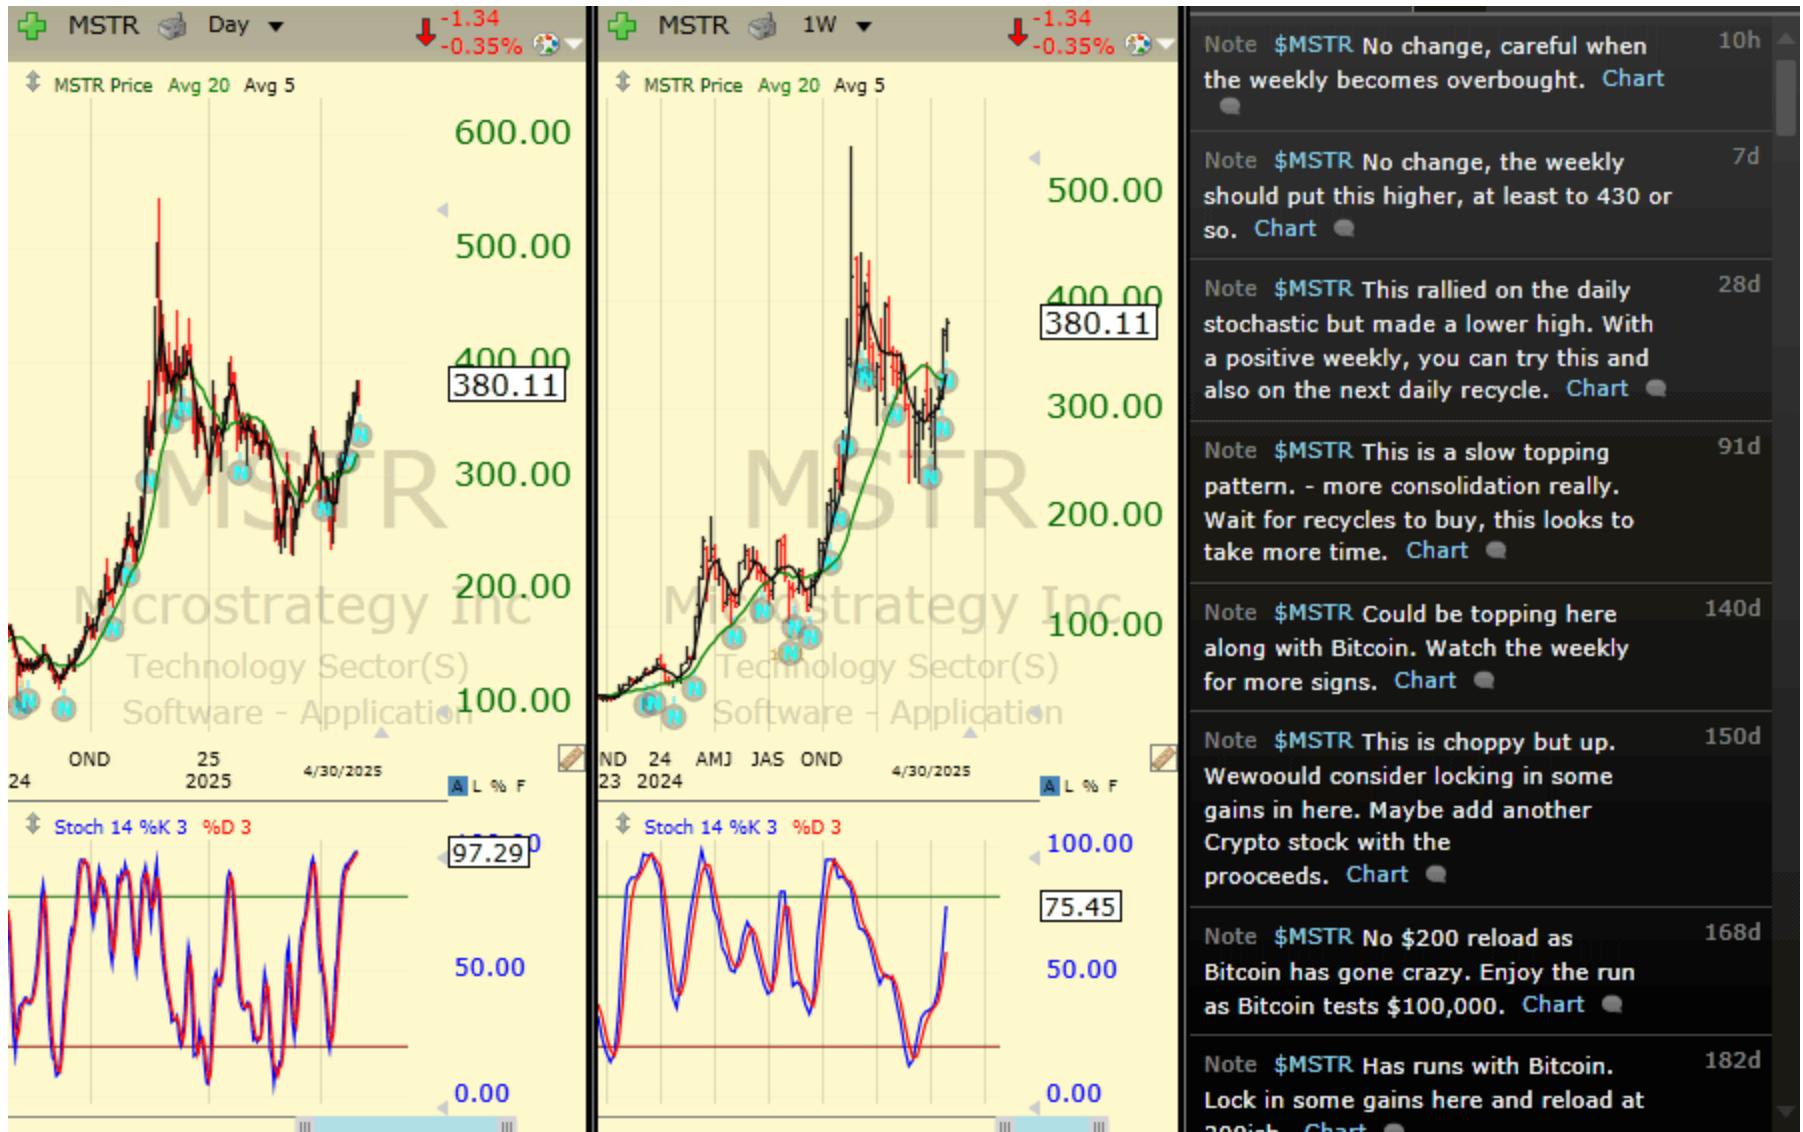 MSTR Day
-1.34
-0.35%
MSTR Price Avg 20 Avg 5
600.00
500.00
400.00
380.11
300.00
200.00
100.00
MSTR
Microstrategy Inc
Technology Sector(S)
Software - Application
OND 25
24 2025 4/30/2025
A L % F
Stoch 14 %K 3 %D 3
97.29
50.00
0.00
MSTR 1W
-1.34
-0.35%
MSTR Price Avg 20 Avg 5
500.00
400.00
380.11
300.00
200.00
100.00
MSTR
Microstrategy Inc
Technology Sector(S)
Software - Application
ND 24 AMJ JAS OND
23 2024 4/30/2025
A L % F
Stoch 14 %K 3 %D 3
100.00
75.45
50.00
0.00
Note $MSTR No change, careful when 10h
the weekly becomes overbought. Chart
Note $MSTR No change, the weekly 7d
should put this higher, at least to 430 or
so. Chart
Note $MSTR This rallied on the daily 28d
stochastic but made a lower high. With
a positive weekly, you can try this and
also on the next daily recycle. Chart
Note $MSTR This is a slow topping 91d
pattern. - more consolidation really.
Wait for recycles to buy, this looks to
take more time. Chart
Note $MSTR Could be topping here 140d
along with Bitcoin. Watch the weekly
for more signs. Chart
Note $MSTR This is choppy but up. 150d
Wewoould consider locking in some
gains in here. Maybe add another
Crypto stock with the
prooceeds. Chart
Note $MSTR No $200 reload as 168d
Bitcoin has gone crazy. Enjoy the run
as Bitcoin tests $100,000. Chart
Note $MSTR Has runs with Bitcoin. 182d
Lock in some gains here and reload at
Chart